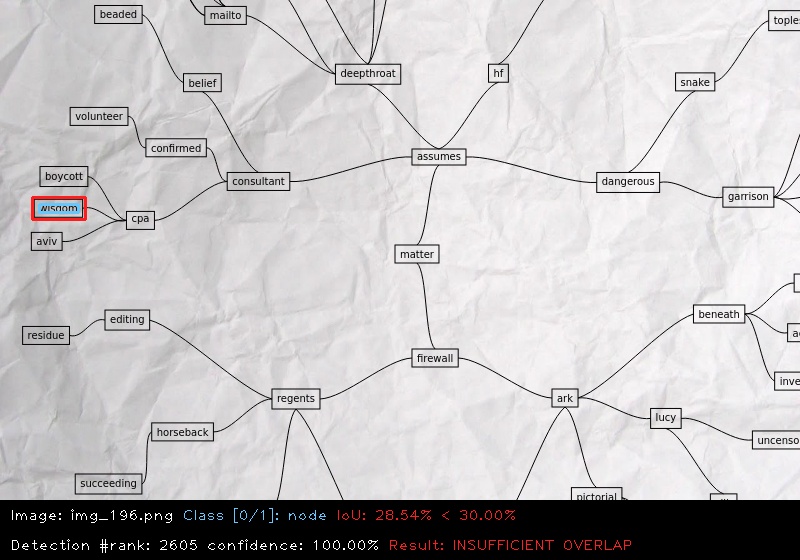 beaded
mailto
toples
deepthroat
hf
belief
snake
volunteer
confirmed
assumes
boycott
consultant
dangerous
garrison
wisdom
cpa
aviv
matter
beneath
editing
residue
inve
firewall
regents
ark
horseback
lucy
uncenso
succeeding
pictorial
Image: img_196.png Class [0/1]: node IoU: 28.54% < 30.00%
Detection #rank: 2605 confidence: 100.00% Result: INSUFFICIENT OVERLAP